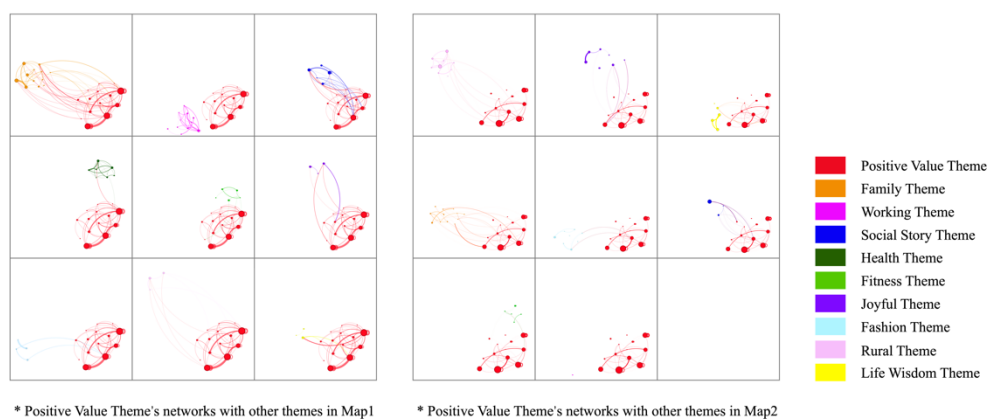 Positive Value Theme
Family Theme
Working Theme
Social Story Theme
Health Theme
Fitness Theme
Joyful Theme
Fashion Theme
Rural Theme
Life Wisdom Theme
* Positive Value Theme's networks with other themes in Map1
* Positive Value Theme's networks with other themes in Map2